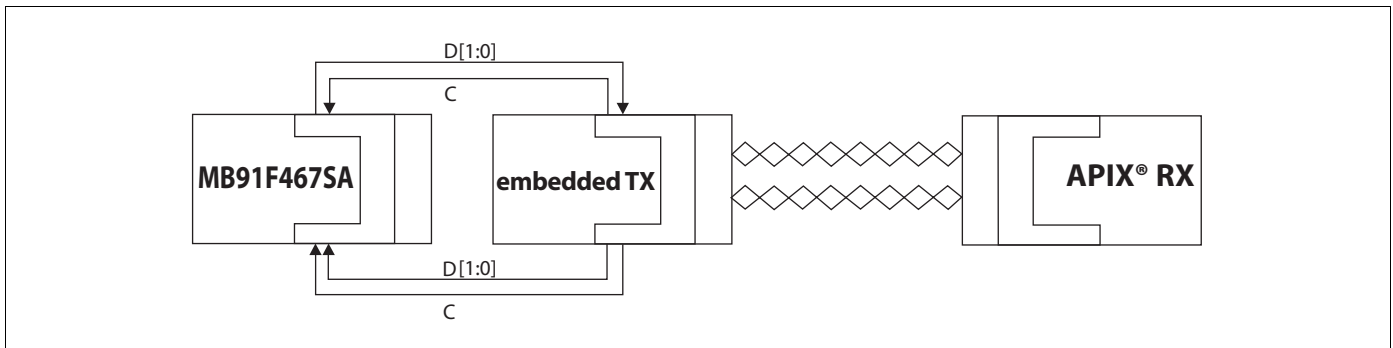 D[1:0]
C
MB91F467SA
embedded TX
APIX® RX
D[1:0]
C